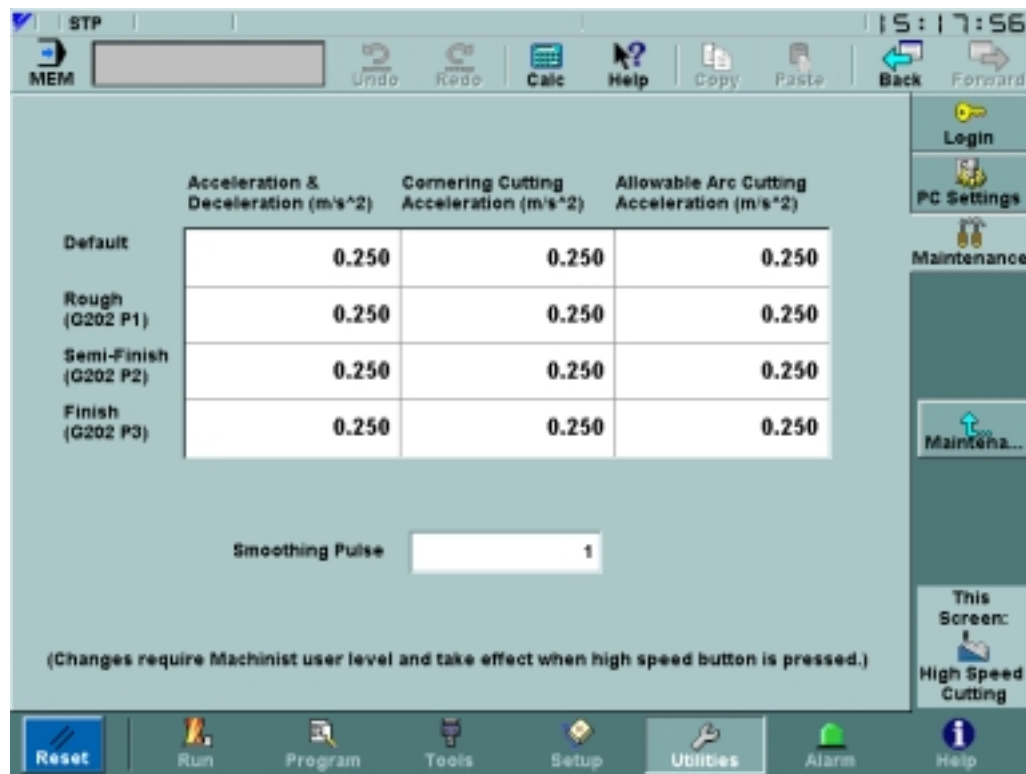 STP
15:17:56
MEM
Undo
Redo
Calc
Help
Copy
Paste
Back
Forward
Login
PC Settings
Maintenance
Acceleration &
Deceleration (m/s^2)
Cornering Cutting
Acceleration (m/s^2)
Allowable Arc Cutting
Acceleration (m/s^2)
Default 0.250 0.250 0.250
Rough
(G202 P1) 0.250 0.250 0.250
Semi-Finish
(G202 P2) 0.250 0.250 0.250
Finish
(G202 P3) 0.250 0.250 0.250
Maintena...
Smoothing Pulse 1
This
Screen:
High Speed
Cutting
(Changes require Machinist user level and take effect when high speed button is pressed.)
Reset
Run
Program
Tools
Setup
Utilities
Alarm
Help